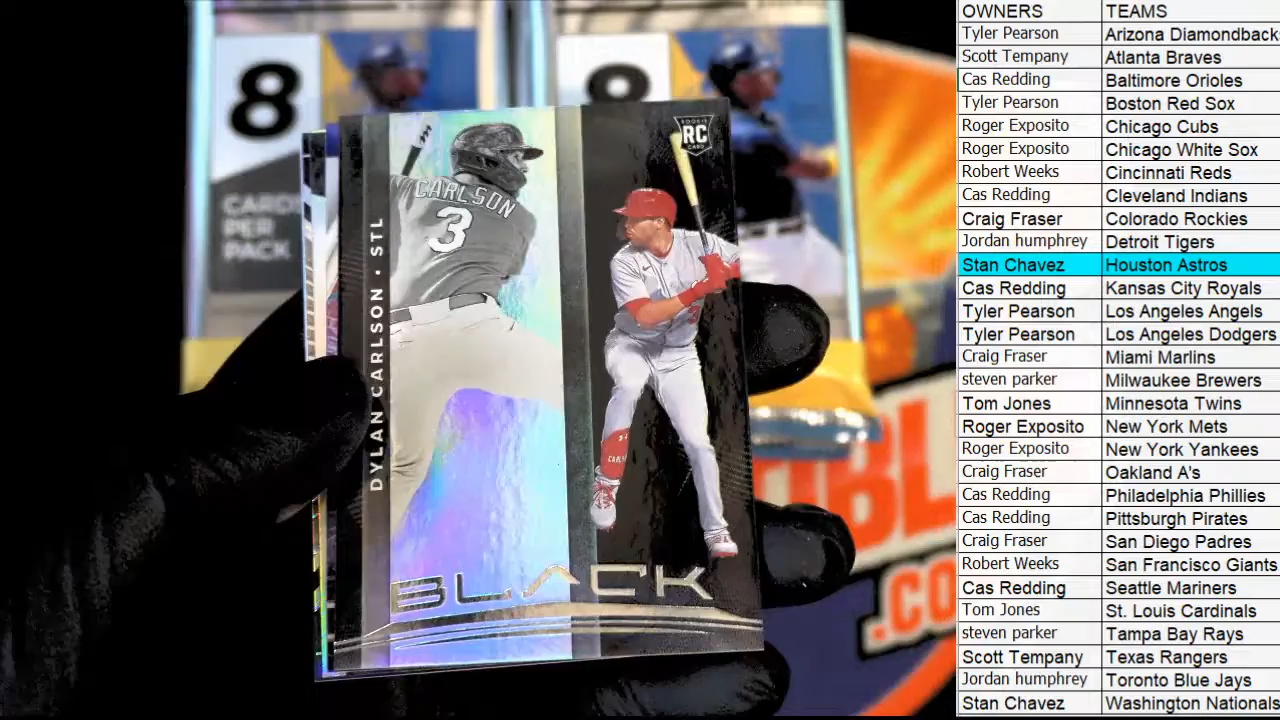 8
CARDS
PER
PACK
ROOKIE
RC
CARD
CARLSON
3
DYLAN CARLSON · STL
BLACK
.CO
OWNERS TEAMS
Tyler Pearson Arizona Diamondbacks
Scott Tempany Atlanta Braves
Cas Redding Baltimore Orioles
Tyler Pearson Boston Red Sox
Roger Exposito Chicago Cubs
Roger Exposito Chicago White Sox
Robert Weeks Cincinnati Reds
Cas Redding Cleveland Indians
Craig Fraser Colorado Rockies
Jordan humphrey Detroit Tigers
Stan Chavez Houston Astros
Cas Redding Kansas City Royals
Tyler Pearson Los Angeles Angels
Tyler Pearson Los Angeles Dodgers
Craig Fraser Miami Marlins
steven parker Milwaukee Brewers
Tom Jones Minnesota Twins
Roger Exposito New York Mets
Roger Exposito New York Yankees
Craig Fraser Oakland A's
Cas Redding Philadelphia Phillies
Cas Redding Pittsburgh Pirates
Craig Fraser San Diego Padres
Robert Weeks San Francisco Giants
Cas Redding Seattle Mariners
Tom Jones St. Louis Cardinals
steven parker Tampa Bay Rays
Scott Tempany Texas Rangers
Jordan humphrey Toronto Blue Jays
Stan Chavez Washington Nationals